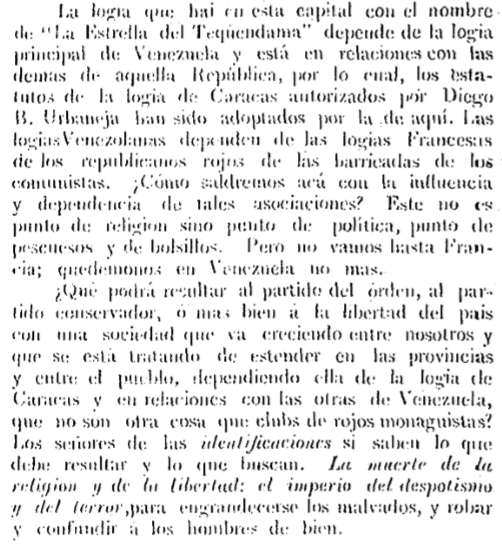 La logia que hai en esta capital con el nombre
de "La Estrella del Tequendama" depende de la logia
principal de Venezuela y está en relaciones con las
demas de aquella República, por lo cual, los esta-
tutos de la logia de Caracas autorizados por Diego
B. Urbaneja han sido adoptados por la de aquí. Las
logias Venezolanas dependen de las logias Francesas
de los republicanos rojos de las barricadas de los
comunistas. ¿Cómo saldremos acá con la influencia
y dependencia de tales asociaciones? Este no es
punto de religion sino punto de política, punto de
pescuesos y de bolsillos. Pero no vamos hasta Fran-
cia; quedemonos en Venezuela no mas.
¿Qué podrá resultar al partido del órden, al par-
tido conservador, ó mas bien á la libertad del pais
con una sociedad que va creciendo entre nosotros y
que se está tratando de estender en las provincias
y entre el pueblo, dependiendo ella de la logia de
Caracas y en relaciones con las otras de Venezuela,
que no son otra cosa que clubs de rojos monaguistas?
Los señores de las identificaciones si saben lo que
debe resultar y lo que buscan. La muerte de la
religion y de la libertad: el imperio del despotismo
y del terror, para engrandecerse los malvados, y robar
y confundir á los hombres de bien.